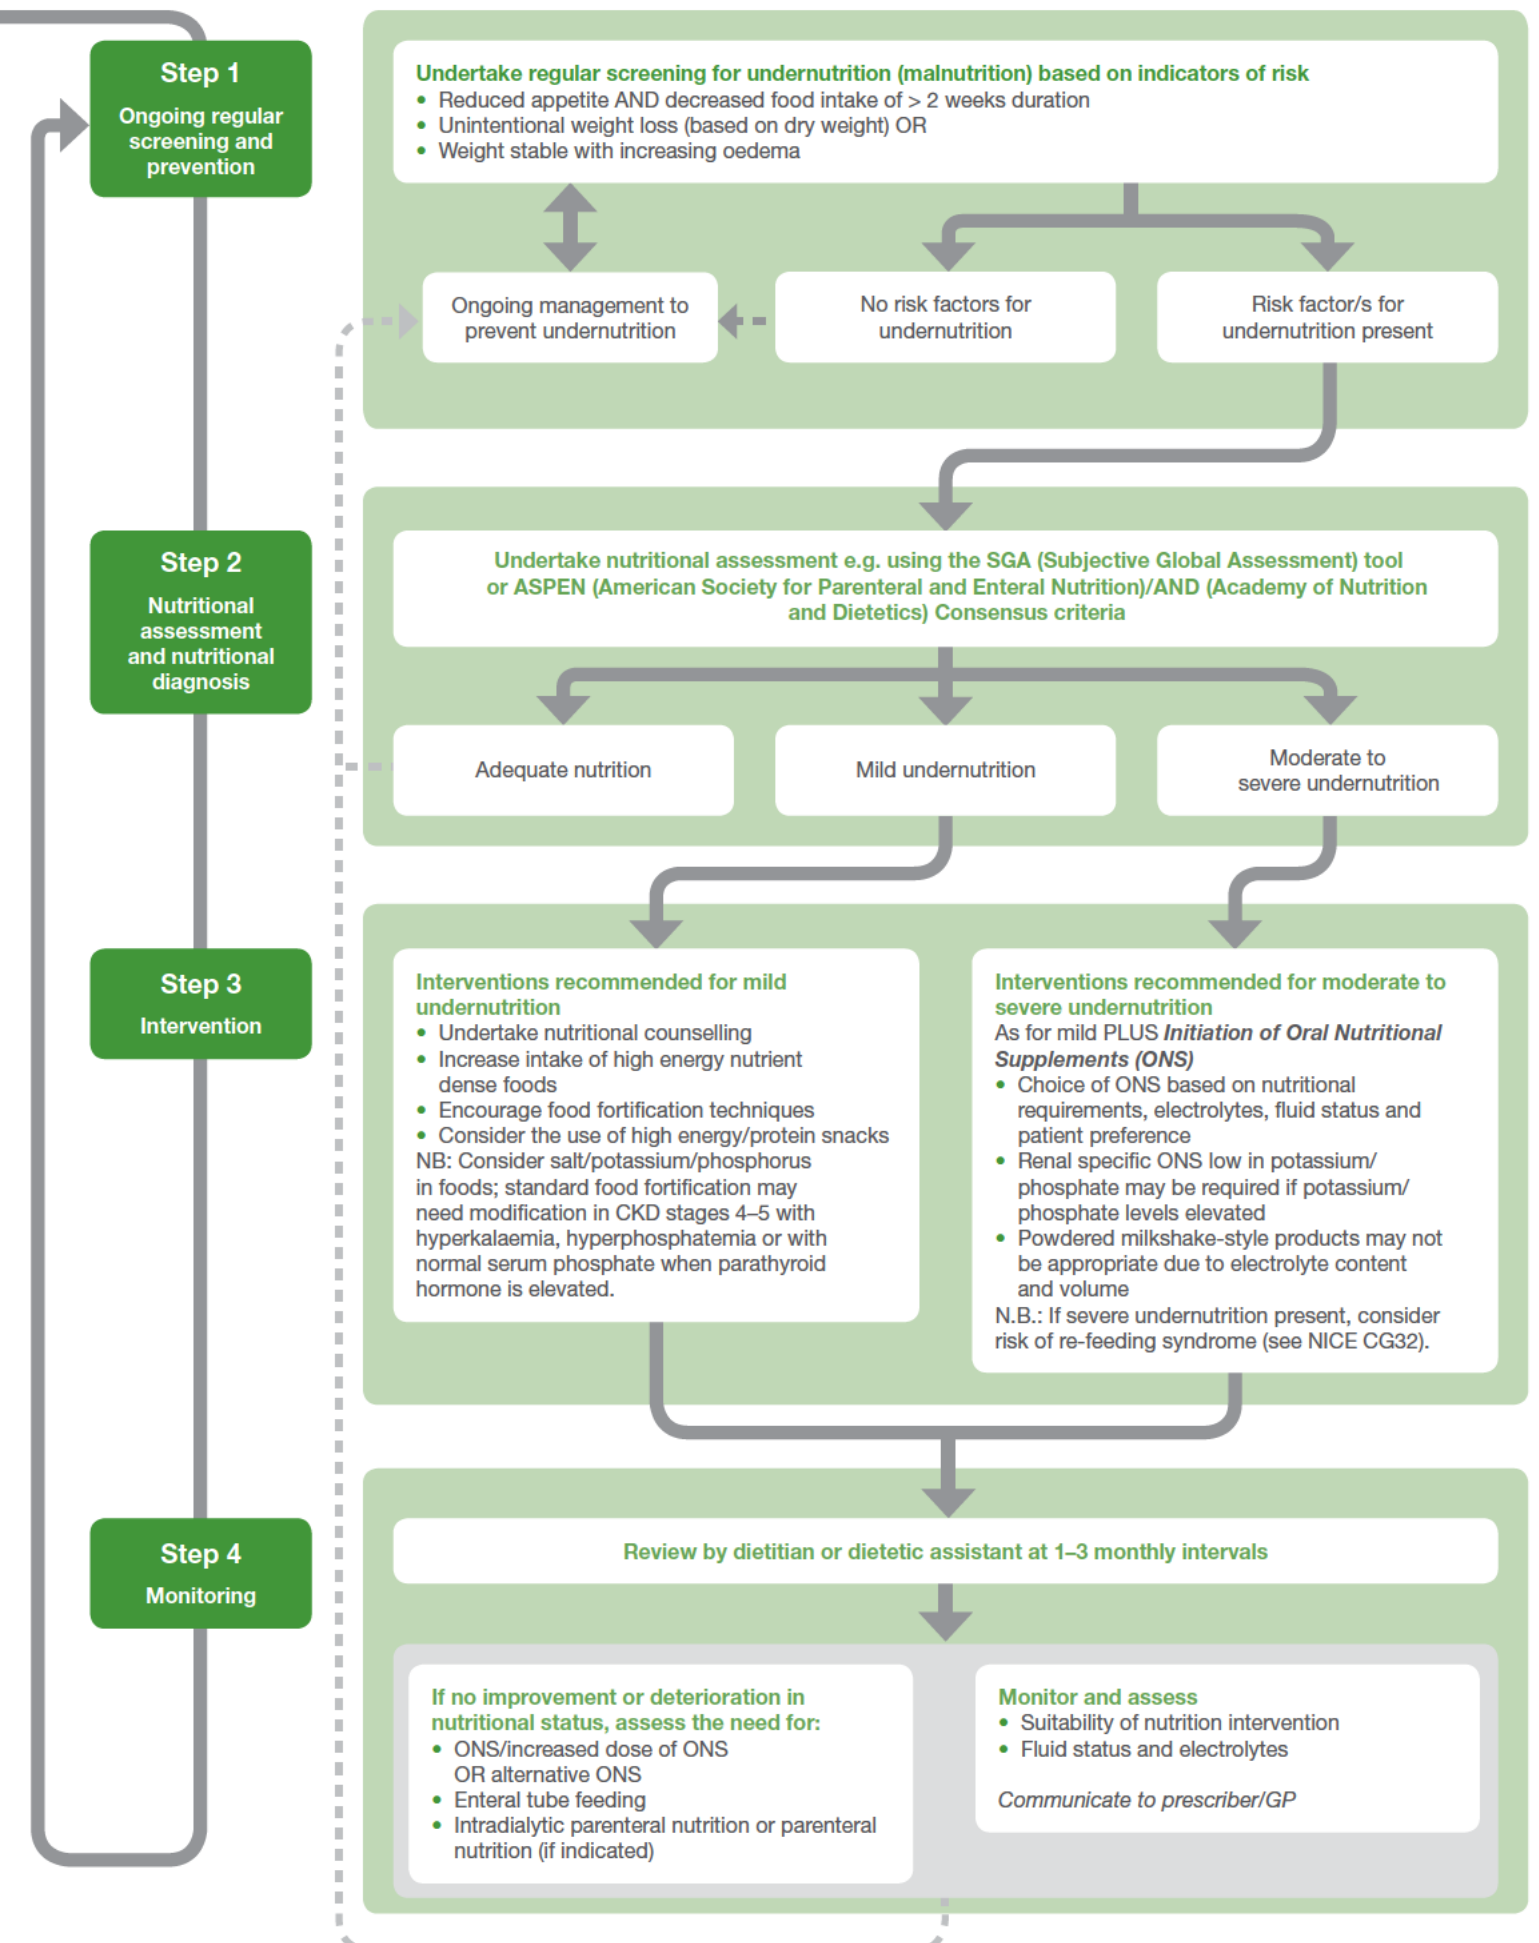 Step 1
Ongoing regular
screening and
prevention
Undertake regular screening for undernutrition (malnutrition) based on indicators of risk
• Reduced appetite AND decreased food intake of > 2 weeks duration
• Unintentional weight loss (based on dry weight) OR
• Weight stable with increasing oedema
Ongoing management to
prevent undernutrition
No risk factors for
undernutrition
Risk factor/s for
undernutrition present
Step 2
Nutritional
assessment
and nutritional
diagnosis
Undertake nutritional assessment e.g. using the SGA (Subjective Global Assessment) tool
or ASPEN (American Society for Parenteral and Enteral Nutrition)/AND (Academy of Nutrition
and Dietetics) Consensus criteria
Adequate nutrition
Mild undernutrition
Moderate to
severe undernutrition
Step 3
Intervention
Interventions recommended for mild
undernutrition
• Undertake nutritional counselling
• Increase intake of high energy nutrient
dense foods
• Encourage food fortification techniques
• Consider the use of high energy/protein snacks
NB: Consider salt/potassium/phosphorus
in foods; standard food fortification may
need modification in CKD stages 4–5 with
hyperkalaemia, hyperphosphatemia or with
normal serum phosphate when parathyroid
hormone is elevated.
Interventions recommended for moderate to
severe undernutrition
As for mild PLUS Initiation of Oral Nutritional
Supplements (ONS)
• Choice of ONS based on nutritional
requirements, electrolytes, fluid status and
patient preference
• Renal specific ONS low in potassium/
phosphate may be required if potassium/
phosphate levels elevated
• Powdered milkshake-style products may not
be appropriate due to electrolyte content
and volume
N.B.: If severe undernutrition present, consider
risk of re-feeding syndrome (see NICE CG32).
Step 4
Monitoring
Review by dietitian or dietetic assistant at 1–3 monthly intervals
If no improvement or deterioration in
nutritional status, assess the need for:
• ONS/increased dose of ONS
OR alternative ONS
• Enteral tube feeding
• Intradialytic parenteral nutrition or parenteral
nutrition (if indicated)
Monitor and assess
• Suitability of nutrition intervention
• Fluid status and electrolytes
Communicate to prescriber/GP